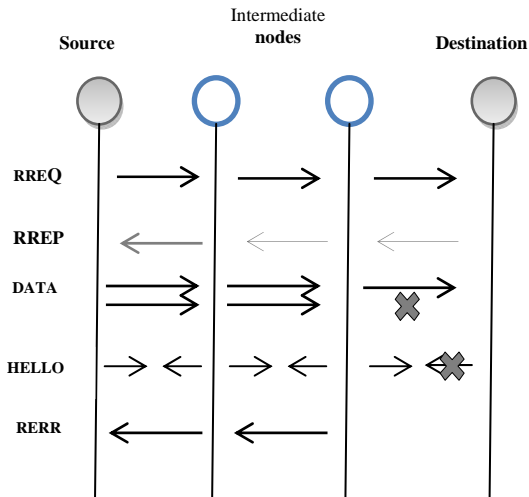 Intermediate
nodes
Source
Destination
RREQ
RREP
DATA
HELLO
RERR